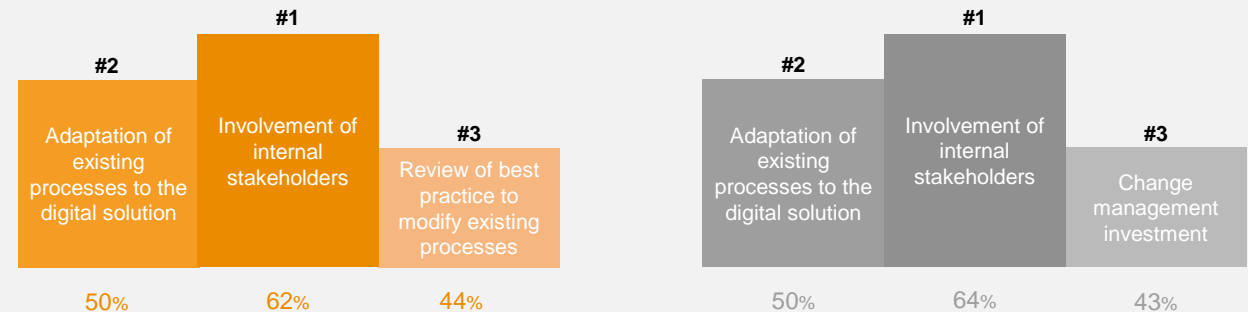 #1
#2
Adaptation of
existing
processes to the
digital solution
Involvement of
internal
stakeholders
#3
Review of best
practice to
modify existing
processes
50%
62%
44%
#1
#2
Adaptation of
existing
processes to the
digital solution
Involvement of
internal
stakeholders
#3
Change
management
investment
50%
64%
43%